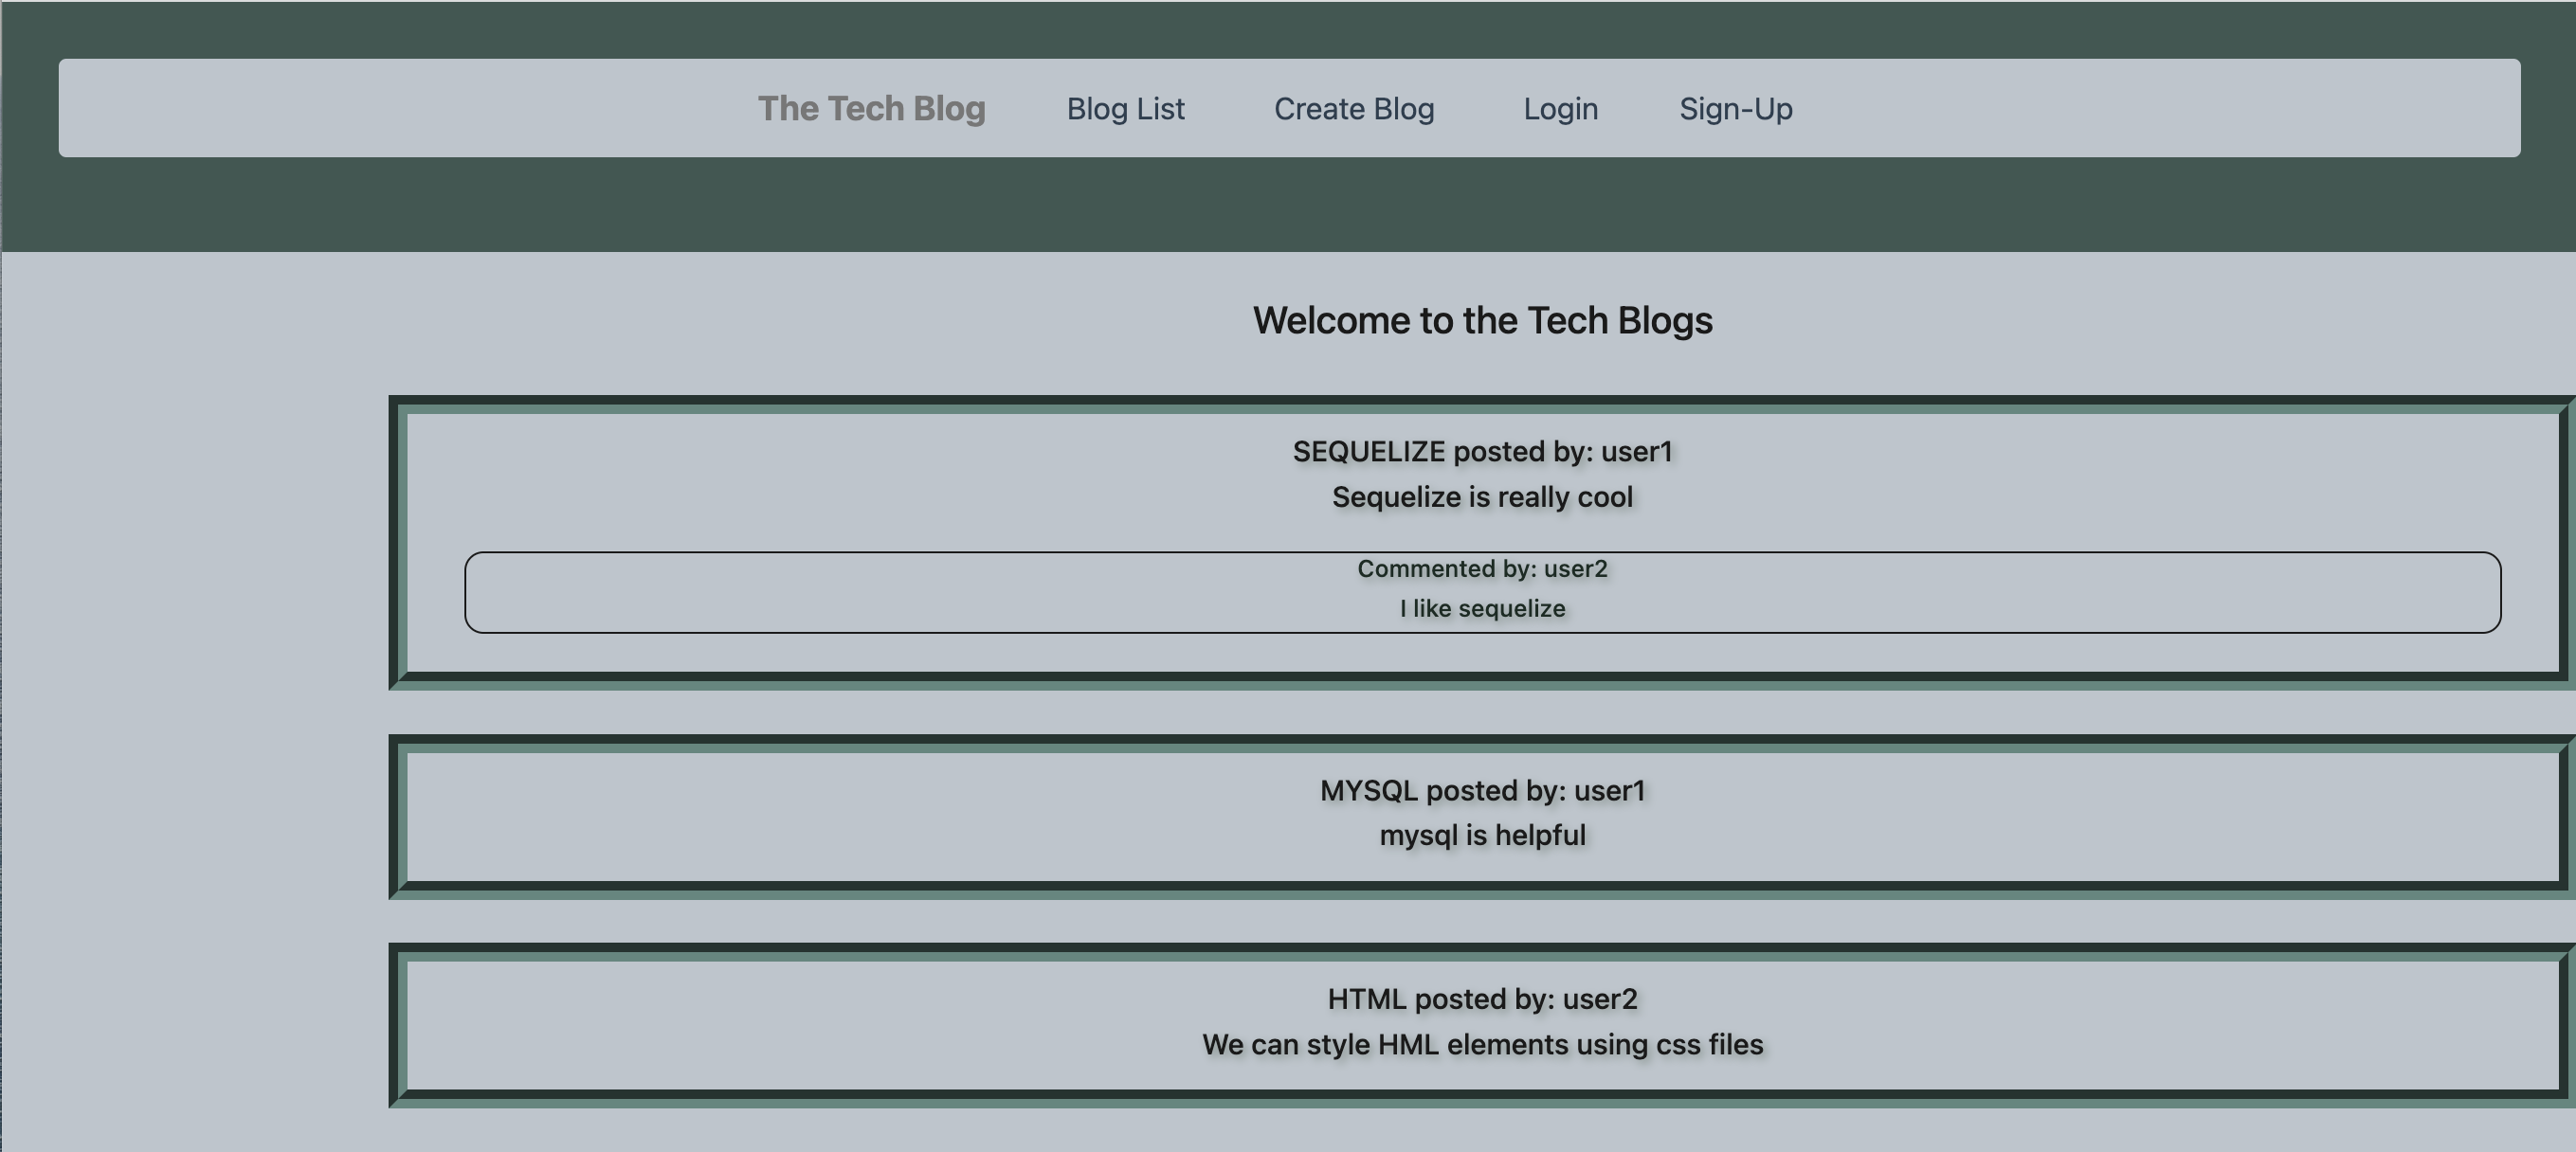 The Tech Blog Blog List Create Blog Login Sign-Up
Welcome to the Tech Blogs
SEQUELIZE posted by: user1
Sequelize is really cool
Commented by: user2
I like sequelize
MYSQL posted by: user1
mysql is helpful
HTML posted by: user2
We can style HML elements using css files